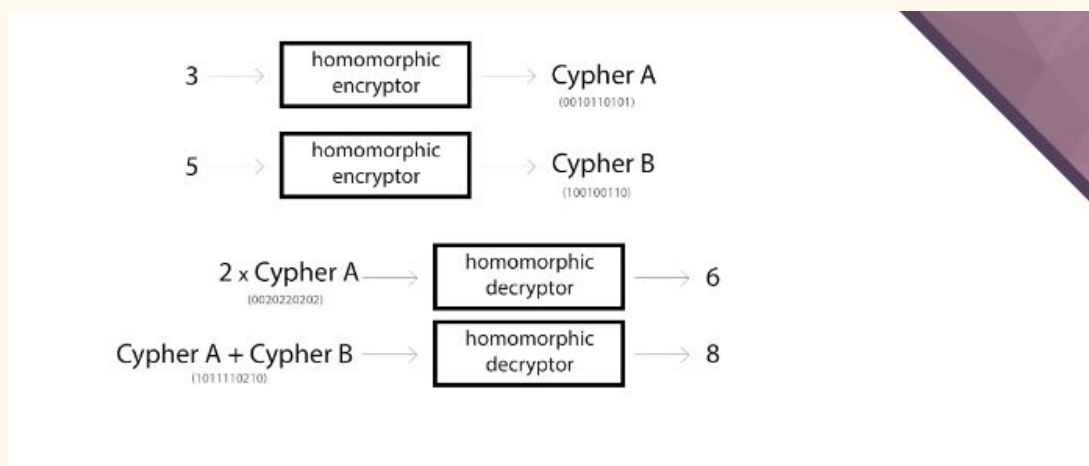 3
homomorphic
encryptor
Cypher A
(0010110101)
5
homomorphic
encryptor
Cypher B
(100100110)
2 x Cypher A
(0020220202)
homomorphic
decryptor
6
Cypher A + Cypher B
(1011110210)
homomorphic
decryptor
8